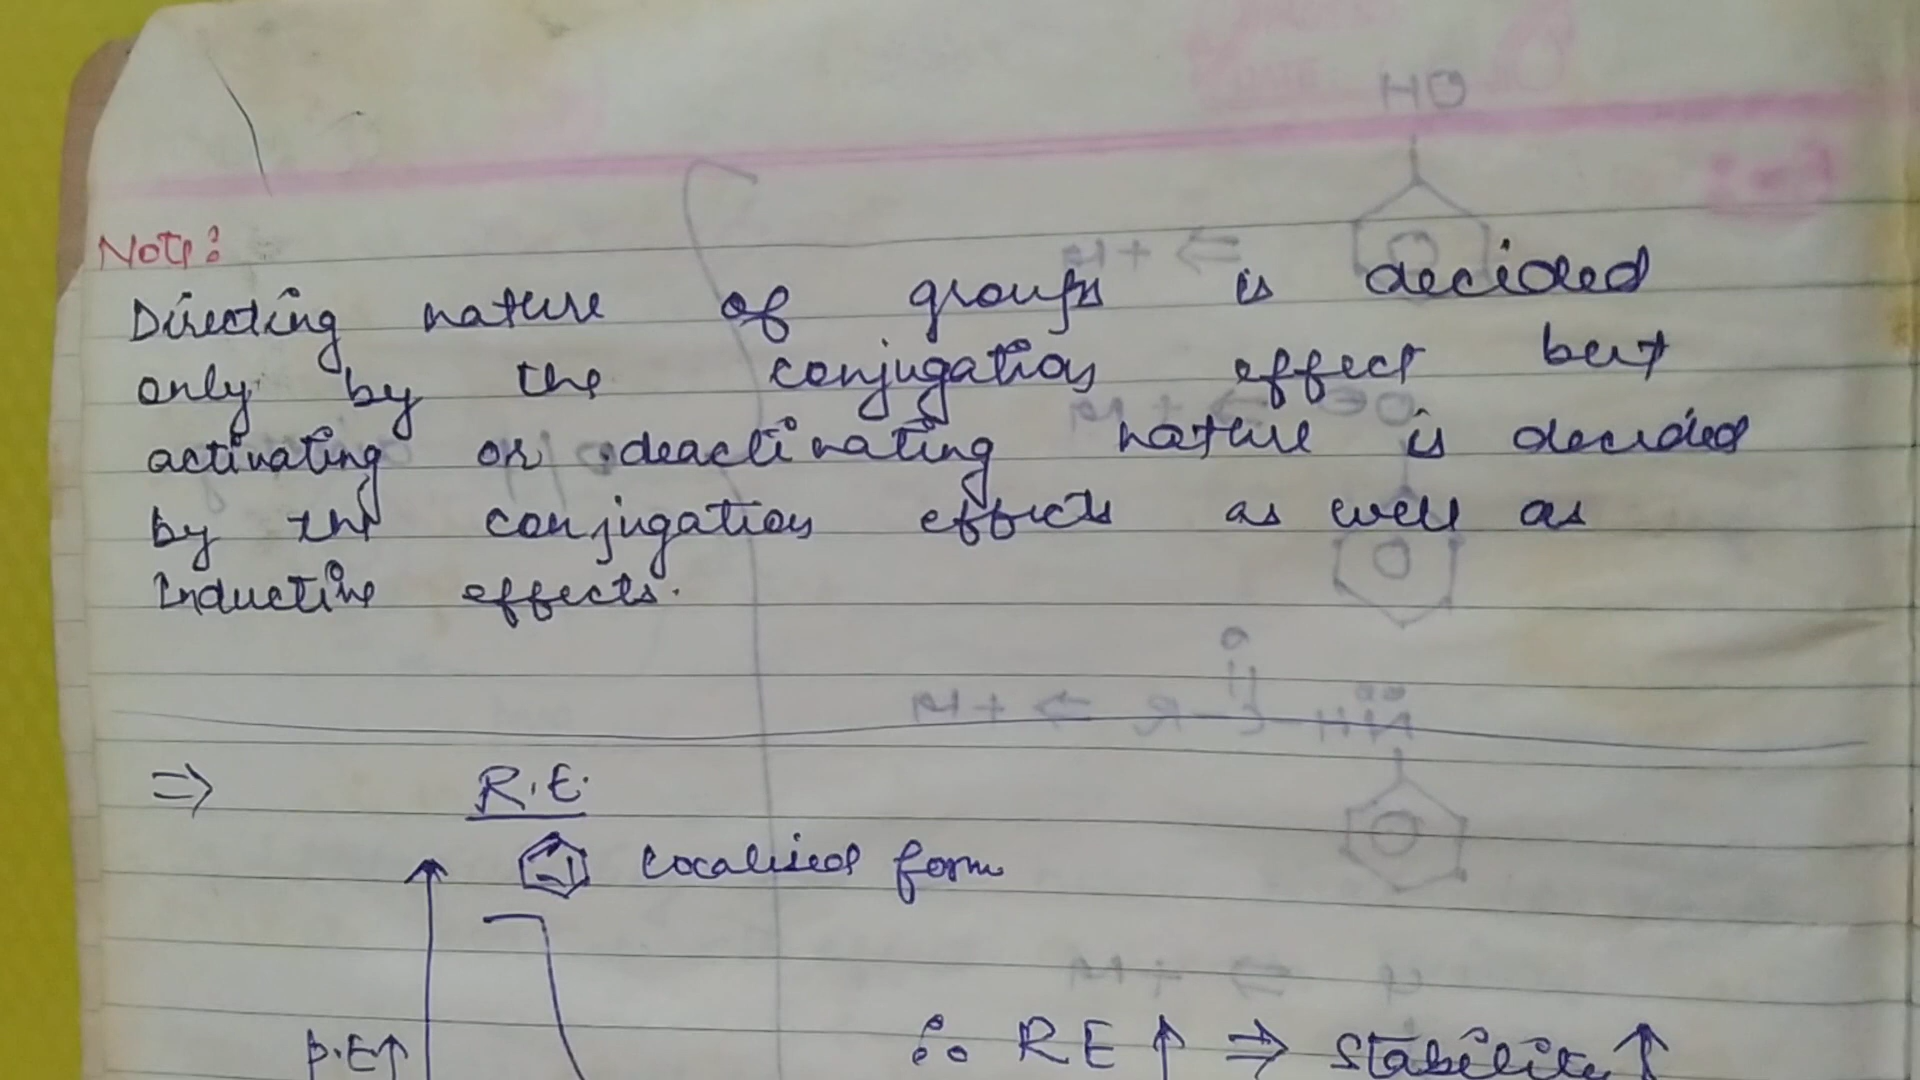 Note:
Directing nature of groups is decided
only by the conjugation effect but
activating or deactivating nature is decided
by the conjugation effects as well as
Inductive effects.
⇒ R.E.
Localised form
P.E↑
∴ RE ↑ ⇒ Stability ↑